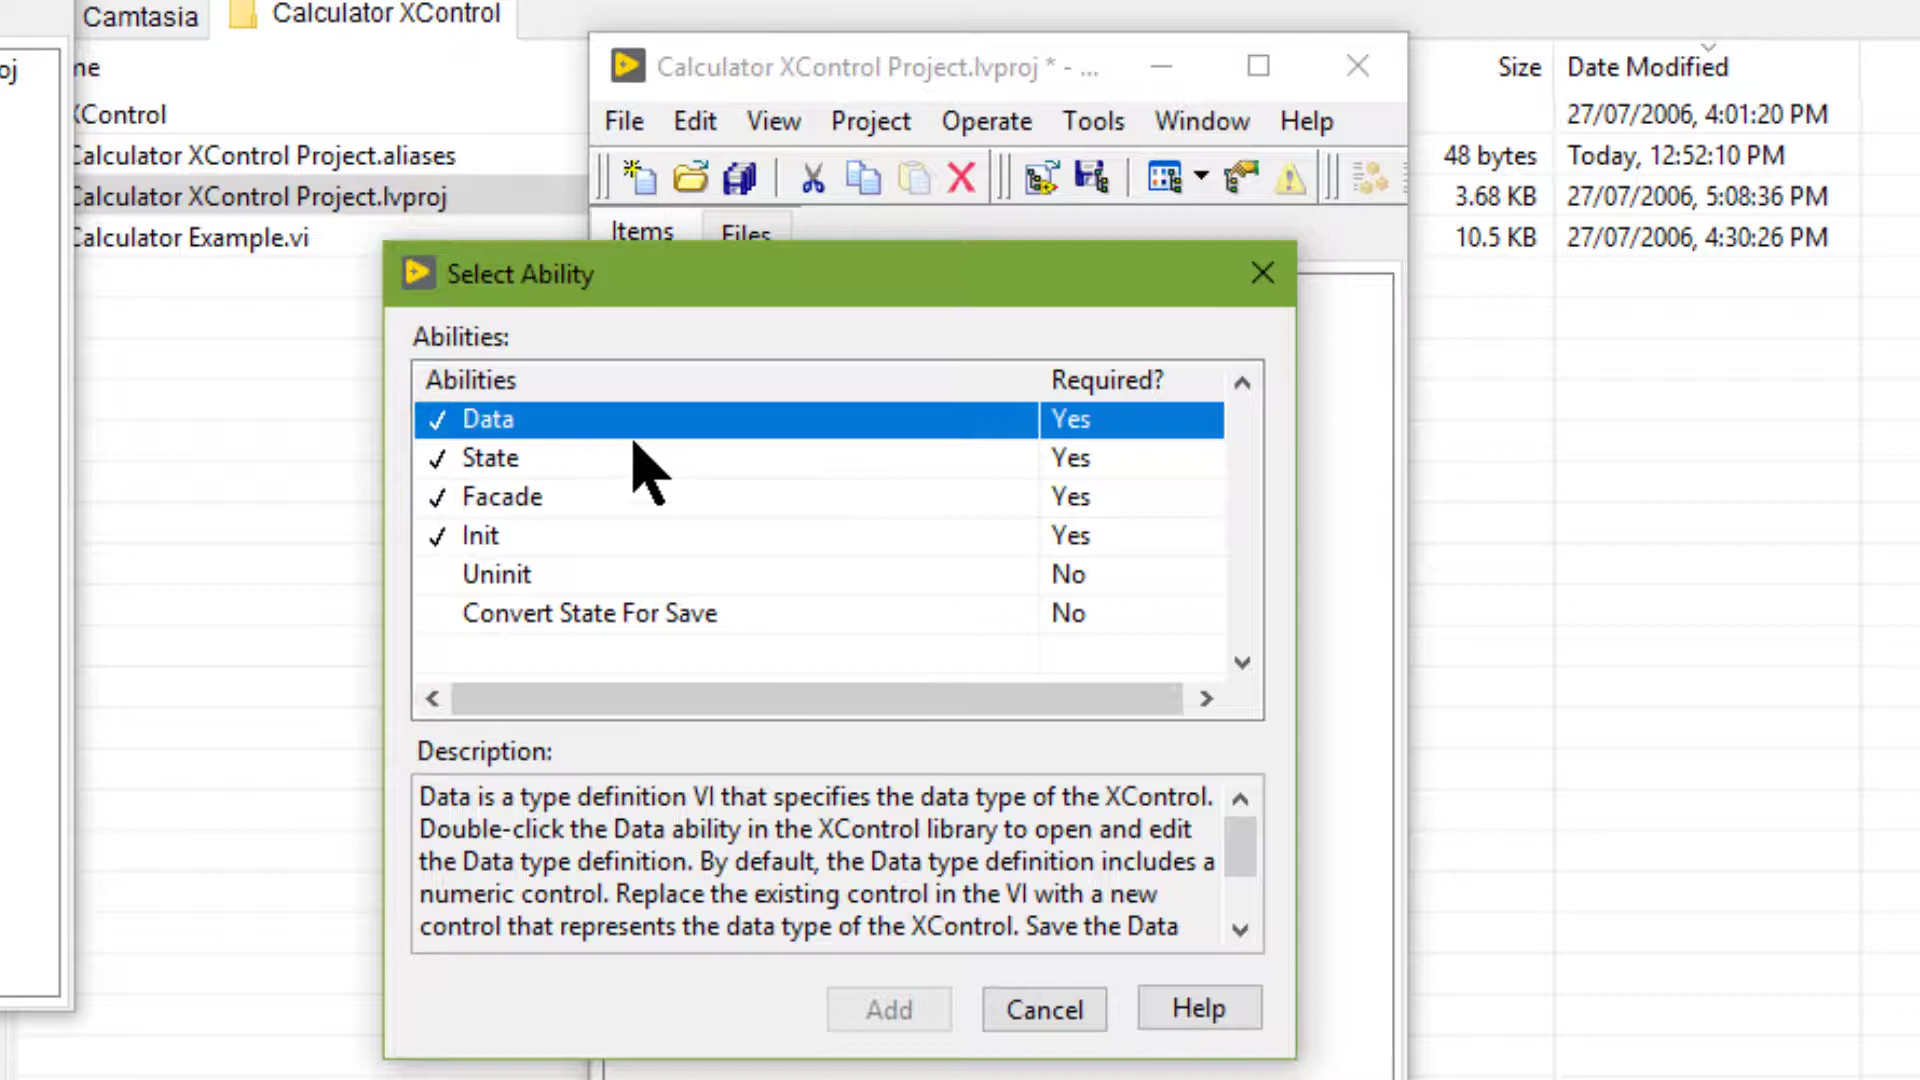 Camtasia
Calculator XControl
oj
me
XControl
Calculator XControl Project.aliases
Calculator XControl Project.lvproj
Calculator Example.vi
Calculator XControl Project.lvproj * - ...
File Edit View Project Operate Tools Window Help
Items Files
Size Date Modified
27/07/2006, 4:01:20 PM
48 bytes Today, 12:52:10 PM
3.68 KB 27/07/2006, 5:08:36 PM
10.5 KB 27/07/2006, 4:30:26 PM
Select Ability
Abilities:
Abilities Required?
Data Yes
State Yes
Facade Yes
Init Yes
Uninit No
Convert State For Save No
Description:
Data is a type definition VI that specifies the data type of the XControl.
Double-click the Data ability in the XControl library to open and edit
the Data type definition. By default, the Data type definition includes a
numeric control. Replace the existing control in the VI with a new
control that represents the data type of the XControl. Save the Data
Add Cancel Help